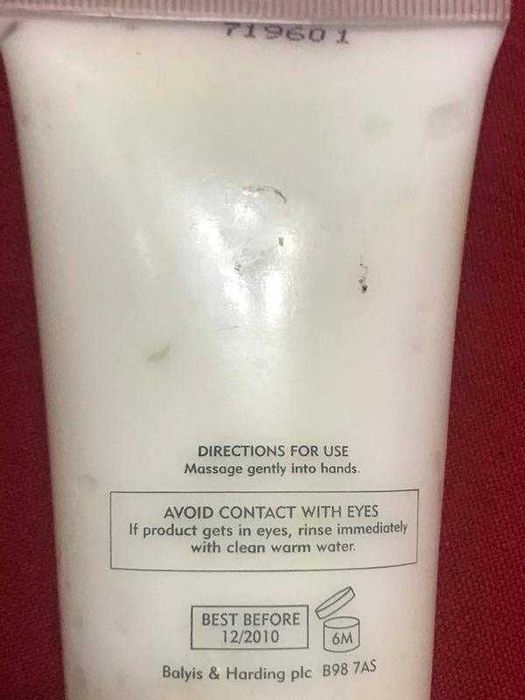 719601
DIRECTIONS FOR USE
Massage gently into hands.
AVOID CONTACT WITH EYES
If product gets in eyes, rinse immediately
with clean warm water.
BEST BEFORE
12/2010
6M
Balyis & Harding plc B98 7AS